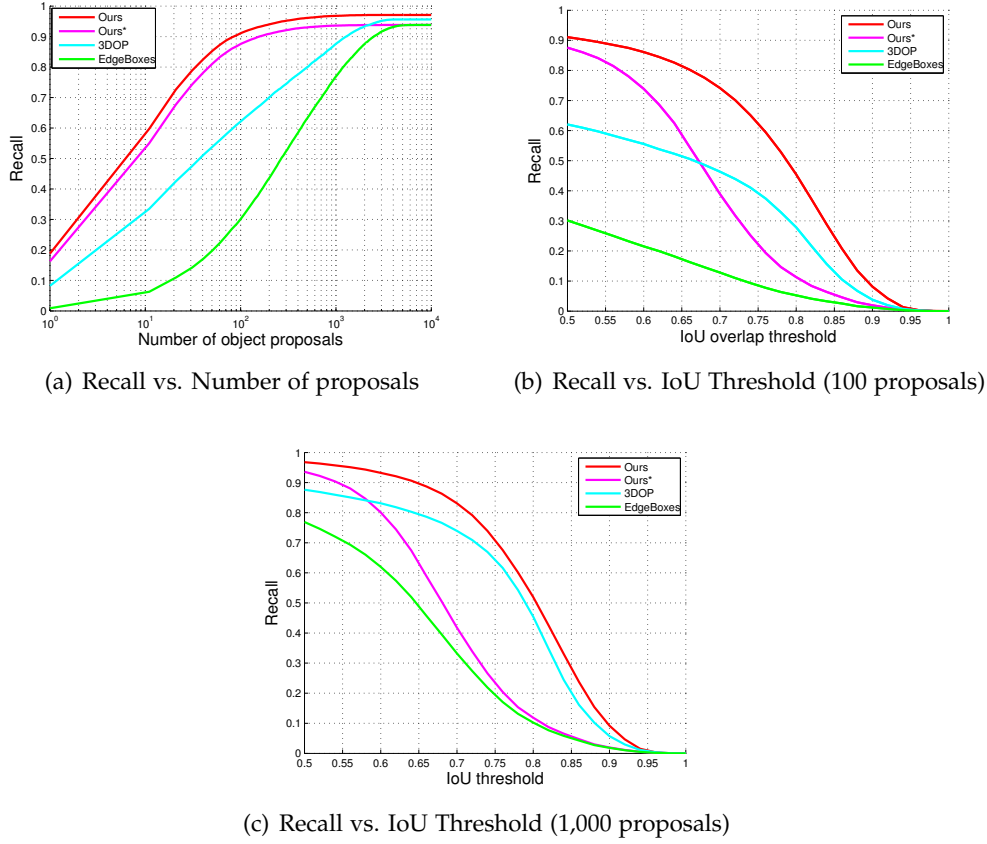 1
0.9
0.8
0.7
0.6
0.5
0.4
0.3
0.2
0.1
0
Recall
Ours
Ours*
3DOP
EdgeBoxes
10^0 10^1 10^2 10^3 10^4
Number of object proposals
(a) Recall vs. Number of proposals
1
0.9
0.8
0.7
0.6
0.5
0.4
0.3
0.2
0.1
0
Recall
Ours
Ours*
3DOP
EdgeBoxes
0.5 0.55 0.6 0.65 0.7 0.75 0.8 0.85 0.9 0.95 1
IoU overlap threshold
(b) Recall vs. IoU Threshold (100 proposals)
1
0.9
0.8
0.7
0.6
0.5
0.4
0.3
0.2
0.1
0
Recall
Ours
Ours*
3DOP
EdgeBoxes
0.5 0.55 0.6 0.65 0.7 0.75 0.8 0.85 0.9 0.95 1
IoU threshold
(c) Recall vs. IoU Threshold (1,000 proposals)